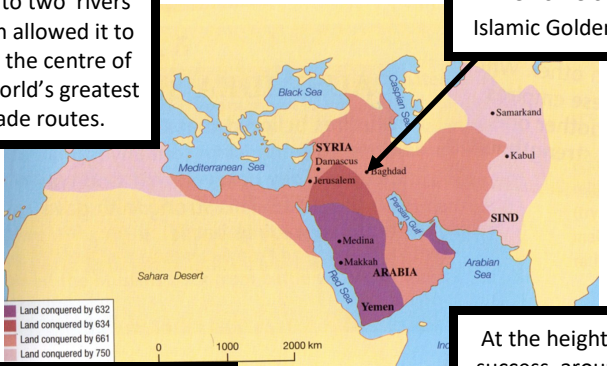 to two rivers
allowed it to
the centre of
world's greatest
trade routes.
Islamic Golden
Black Sea
Caspian Sea
Samarkand
SYRIA
Damascus
Baghdad
Kabul
Mediterranean Sea
Jerusalem
Persian Gulf
SIND
Medina
Makkah
ARABIA
Arabian
Sea
Sahara Desert
Red Sea
Yemen
Land conquered by 632
Land conquered by 634
Land conquered by 661
Land conquered by 750
0 1000 2000 km
At the height
success, around